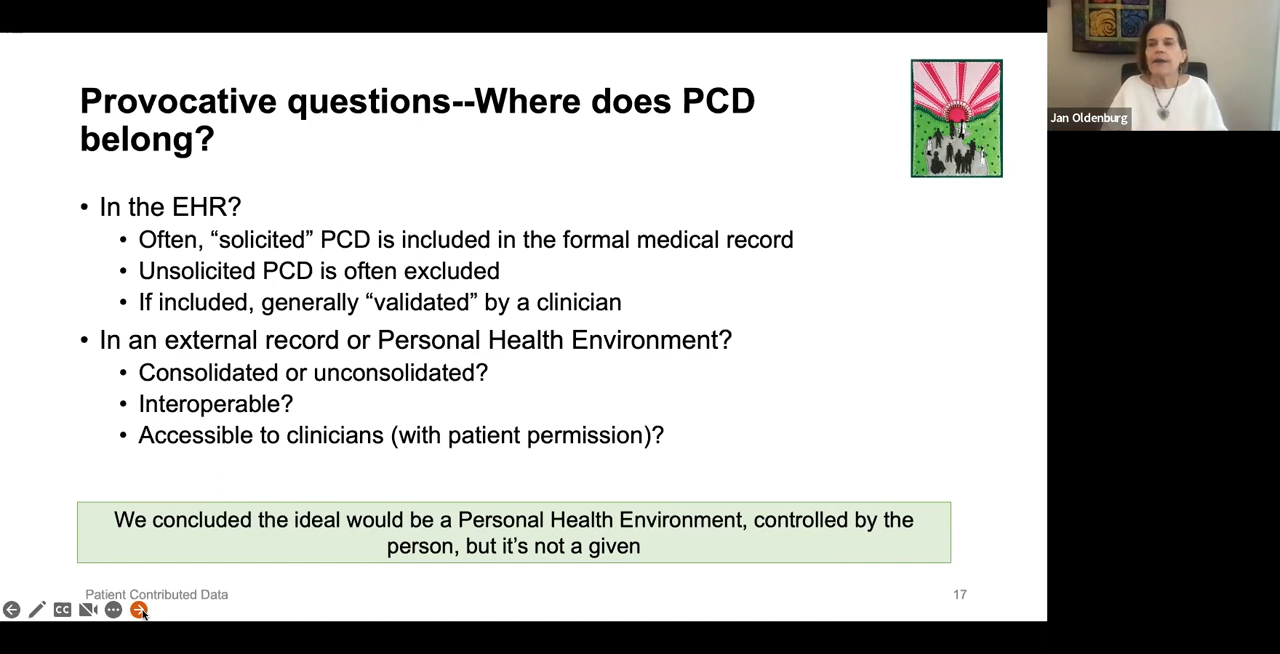 Provocative questions--Where does PCD
belong?
• In the EHR?
• Often, “solicited” PCD is included in the formal medical record
• Unsolicited PCD is often excluded
• If included, generally “validated” by a clinician
• In an external record or Personal Health Environment?
• Consolidated or unconsolidated?
• Interoperable?
• Accessible to clinicians (with patient permission)?
We concluded the ideal would be a Personal Health Environment, controlled by the
person, but it’s not a given
Patient Contributed Data
17
CC
Jan Oldenburg